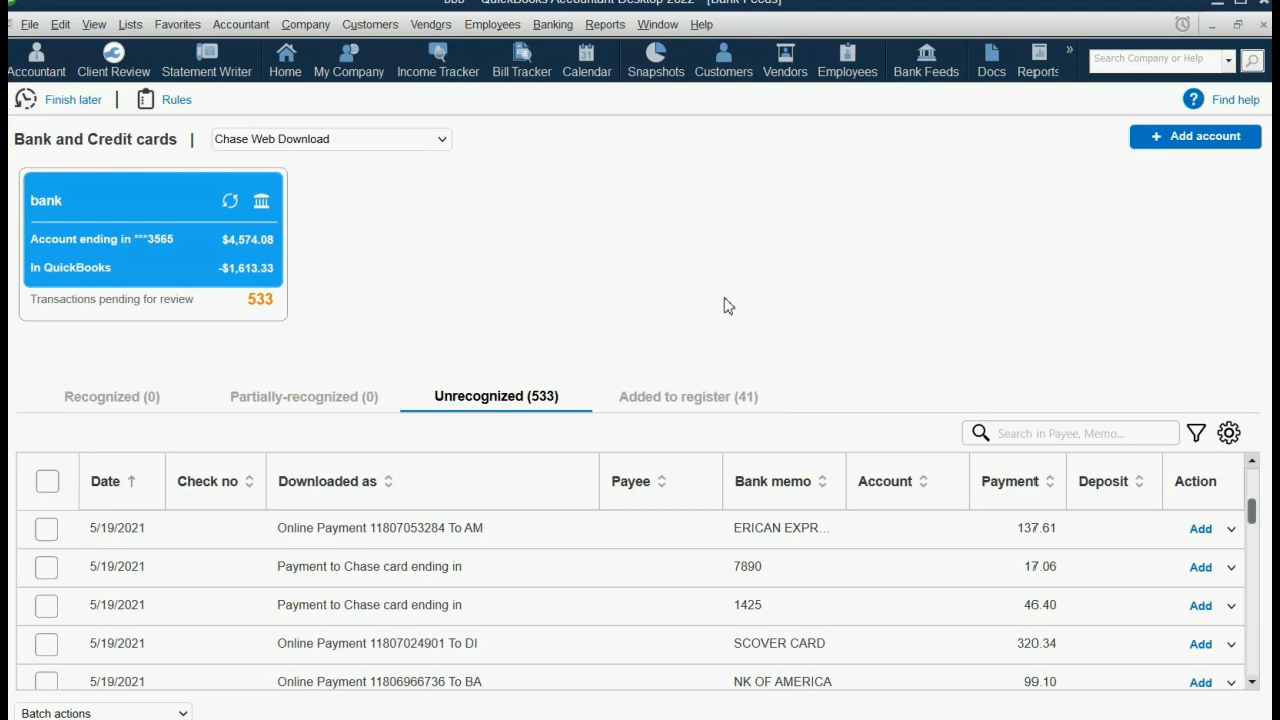 bbb - QuickBooks Accountant Desktop 2022 - [Bank Feeds]
File Edit View Lists Favorites Accountant Company Customers Vendors Employees Banking Reports Window Help
Accountant Client Review Statement Writer Home My Company Income Tracker Bill Tracker Calendar Snapshots Customers Vendors Employees Bank Feeds Docs Reports » Search Company or Help
31
Finish later | Rules ? Find help
Bank and Credit cards | Chase Web Download + Add account
bank
Account ending in ***3565 $4,574.08
In QuickBooks -$1,613.33
Transactions pending for review 533
Recognized (0) Partially-recognized (0) Unrecognized (533) Added to register (41)
Search in Payee, Memo...
Date Check no Downloaded as Payee Bank memo Account Payment Deposit Action
5/19/2021 Online Payment 11807053284 To AM ERICAN EXPR... 137.61 Add
5/19/2021 Payment to Chase card ending in 7890 17.06 Add
5/19/2021 Payment to Chase card ending in 1425 46.40 Add
5/19/2021 Online Payment 11807024901 To DI SCOVER CARD 320.34 Add
5/19/2021 Online Payment 11806966736 To BA NK OF AMERICA 99.10 Add
Batch actions